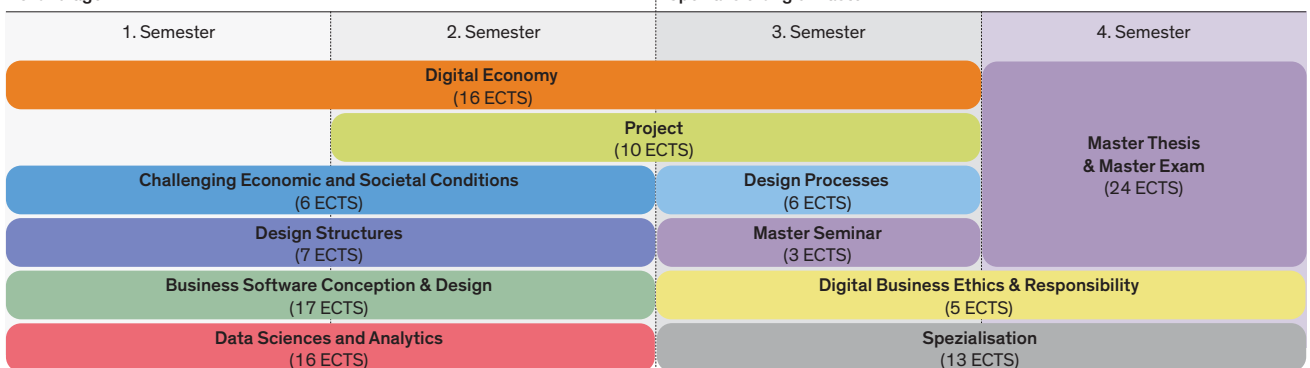 1. Semester
2. Semester
3. Semester
4. Semester
Digital Economy
(16 ECTS)
Project
(10 ECTS)
Master Thesis
& Master Exam
(24 ECTS)
Challenging Economic and Societal Conditions
(6 ECTS)
Design Processes
(6 ECTS)
Design Structures
(7 ECTS)
Master Seminar
(3 ECTS)
Business Software Conception & Design
(17 ECTS)
Digital Business Ethics & Responsibility
(5 ECTS)
Data Sciences and Analytics
(16 ECTS)
Spezialisation
(13 ECTS)